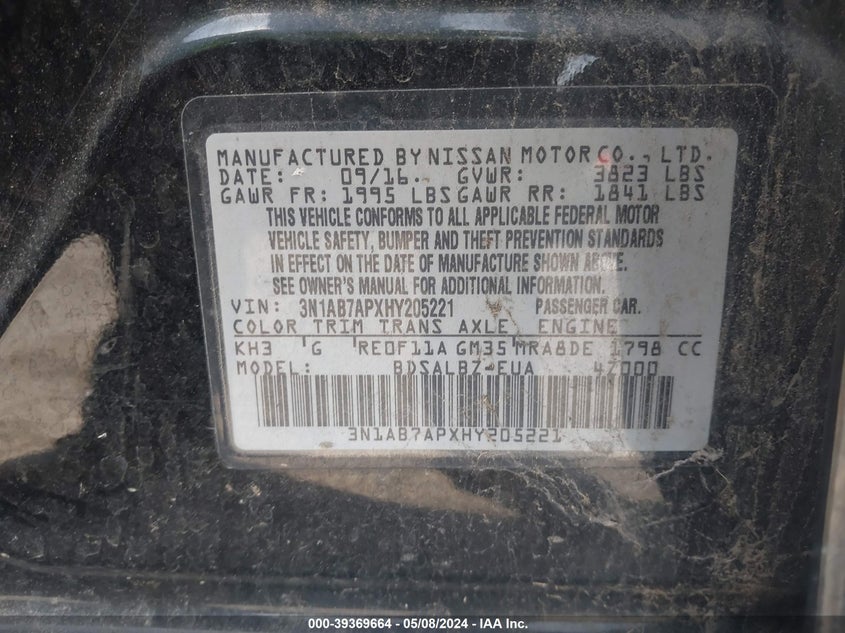 MANUFACTURED BY NISSAN MOTOR CO., LTD.
DATE: 09/16 GVWR: 3823 LBS
GAWR FR: 1995 LBS GAWR RR: 1841 LBS
THIS VEHICLE CONFORMS TO ALL APPLICABLE FEDERAL MOTOR
VEHICLE SAFETY, BUMPER AND THEFT PREVENTION STANDARDS
IN EFFECT ON THE DATE OF MANUFACTURE SHOWN ABOVE.
SEE OWNER'S MANUAL FOR ADDITIONAL INFORMATION.
VIN: 3N1AB7APXHY205221 PASSENGER CAR.
COLOR TRIM TRANS AXLE ENGINE
KH3 G RE0F11A GM35 MRA8DE 1798 CC
MODEL: BDSALBZ-EUA 4Z000
3N1AB7APXHY205221
000-39369664 - 05/08/2024 - IAA Inc.